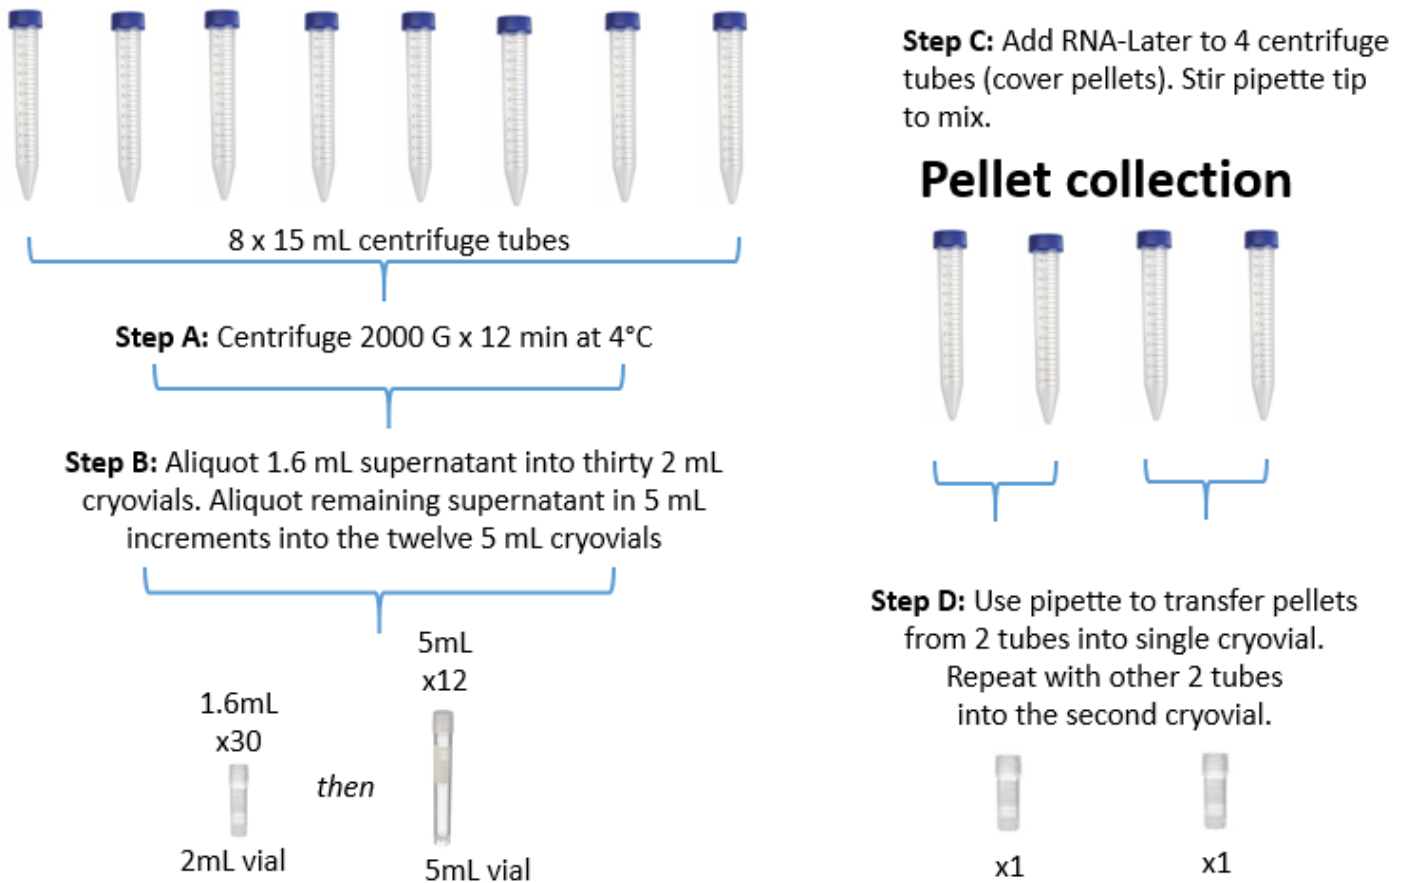 8 x 15 mL centrifuge tubes
Step A: Centrifuge 2000 G x 12 min at 4°C
Step B: Aliquot 1.6 mL supernatant into thirty 2 mL
cryovials. Aliquot remaining supernatant in 5 mL
increments into the twelve 5 mL cryovials
1.6mL
x30
2mL vial
then
5mL
x12
5mL vial
Step C: Add RNA-Later to 4 centrifuge
tubes (cover pellets). Stir pipette tip
to mix.
Pellet collection
Step D: Use pipette to transfer pellets
from 2 tubes into single cryovial.
Repeat with other 2 tubes
into the second cryovial.
x1
x1